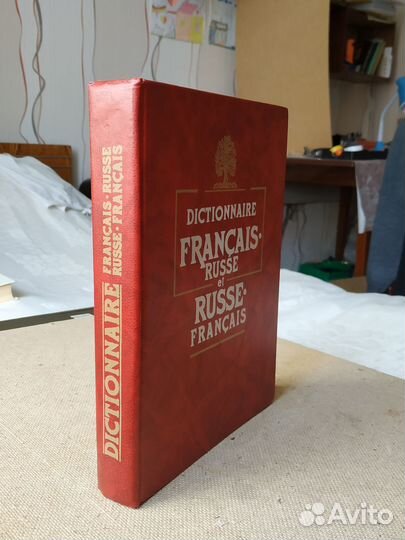 DICTIONNAIRE
FRANÇAIS·RUSSE
RUSSE·FRANÇAIS
DICTIONNAIRE
FRANÇAIS·
RUSSE
et
RUSSE·
FRANÇAIS
Avito